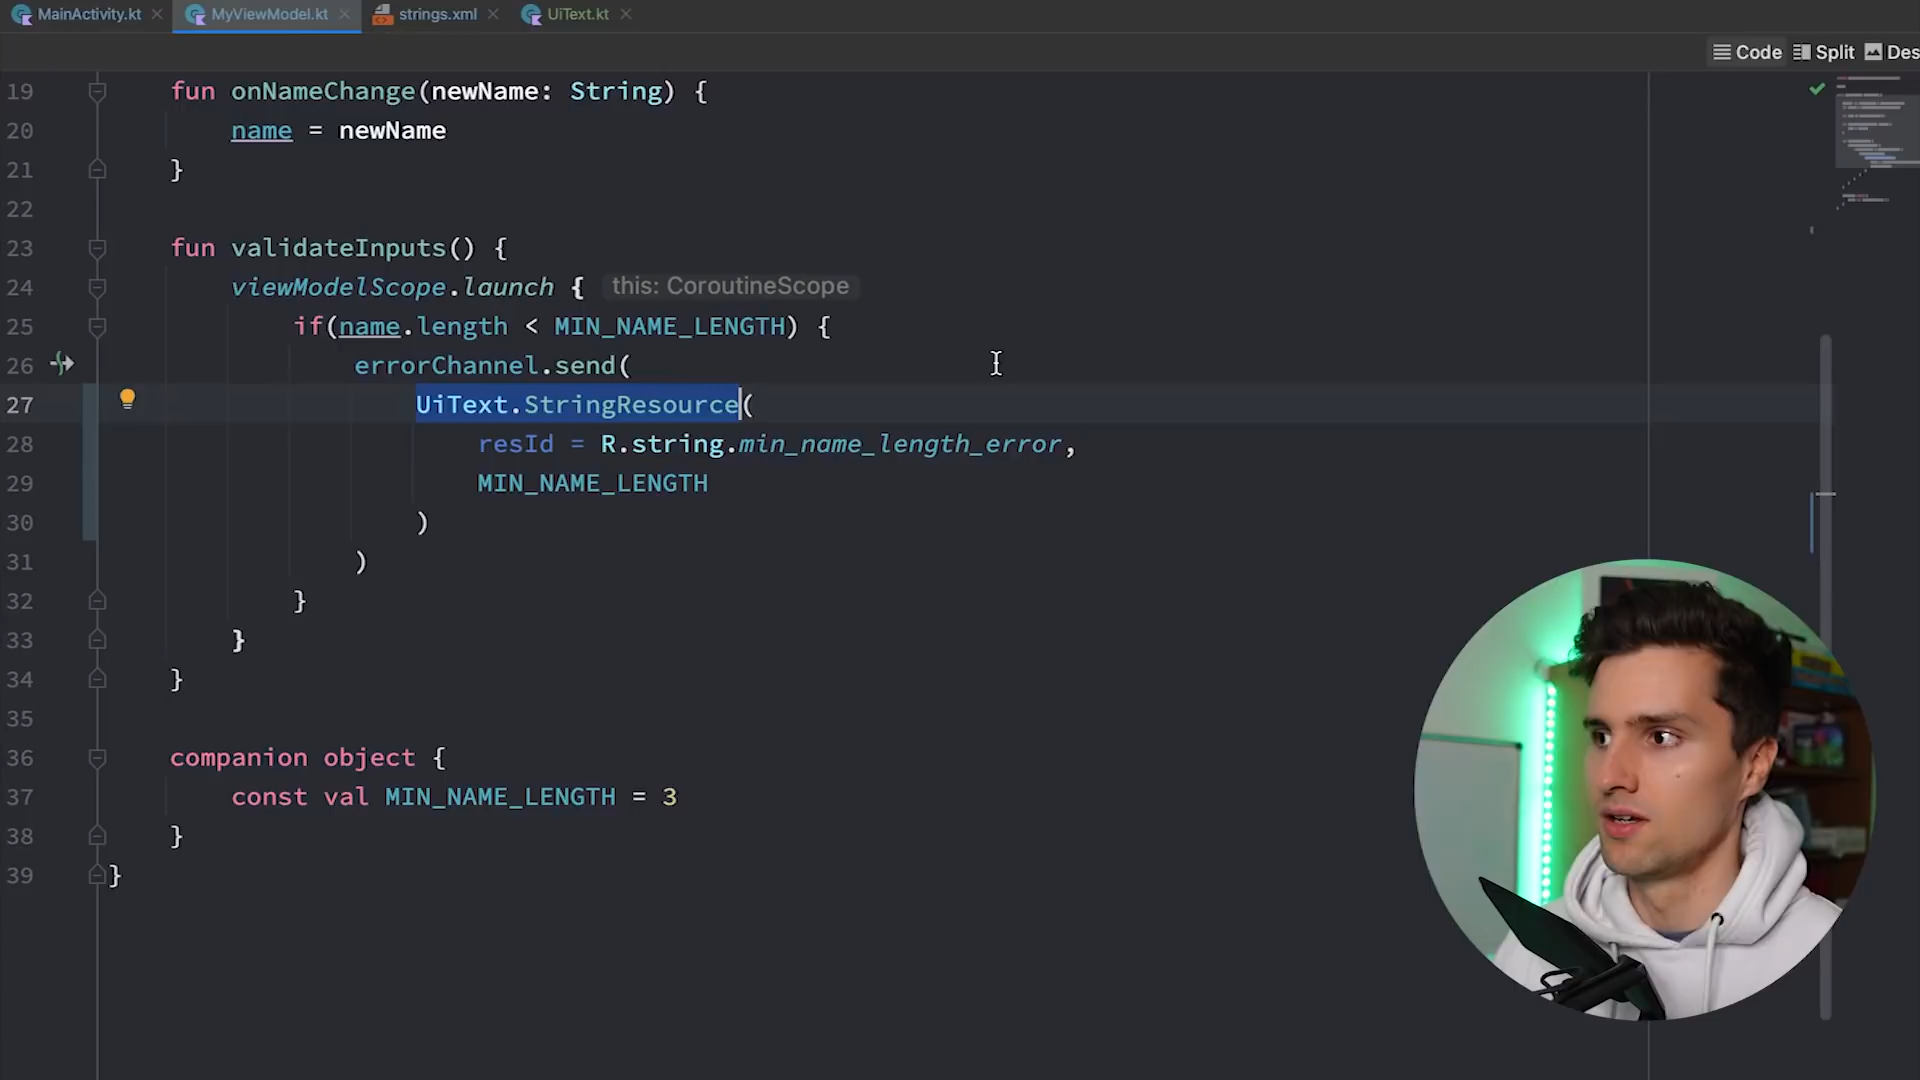 MainActivity.kt
MyViewModel.kt
strings.xml
UiText.kt
Code
Split
Des
19 fun onNameChange(newName: String) {
20 name = newName
21 }
22
23 fun validateInputs() {
24 viewModelScope.launch { this: CoroutineScope
25 if(name.length < MIN_NAME_LENGTH) {
26 errorChannel.send(
27 UiText.StringResource(
28 resId = R.string.min_name_length_error,
29 MIN_NAME_LENGTH
30 )
31 )
32 }
33 }
34 }
35
36 companion object {
37 const val MIN_NAME_LENGTH = 3
38 }
39 }